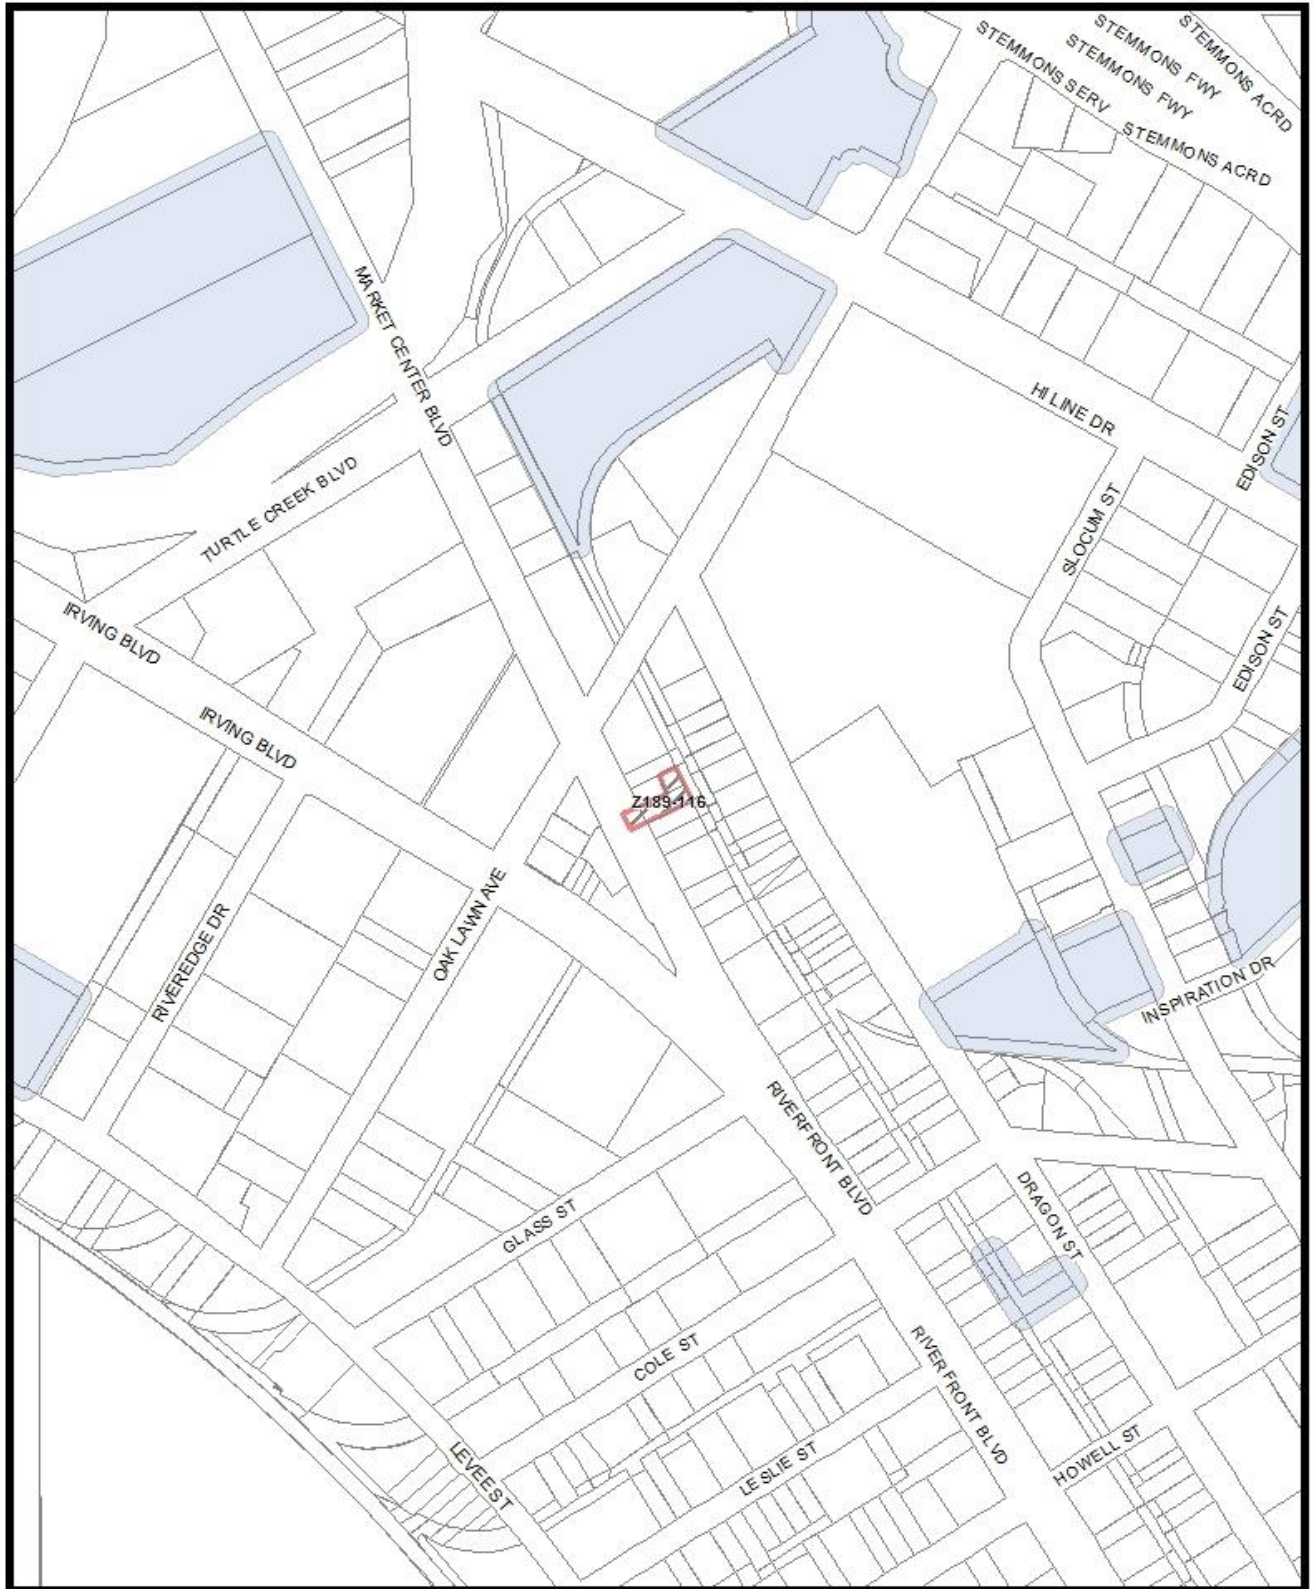 STEMMONS ACRD
STEMMONS FWY
STEMMONS FWY
STEMMONS SERV
STEMMONS ACRD
MARKET CENTER BLVD
HI LINE DR
EDISON ST
TURTLE CREEK BLVD
SLOCUM ST
IRVING BLVD
EDISON ST
IRVING BLVD
Z189-116
OAK LAWN AVE
RIVEREDGE DR
INSPIRATION DR
RIVERFRONT BLVD
DRAGON ST
GLASS ST
COLE ST
RIVERFRONT BLVD
LEVEE ST
LESLIE ST
HOWELL ST